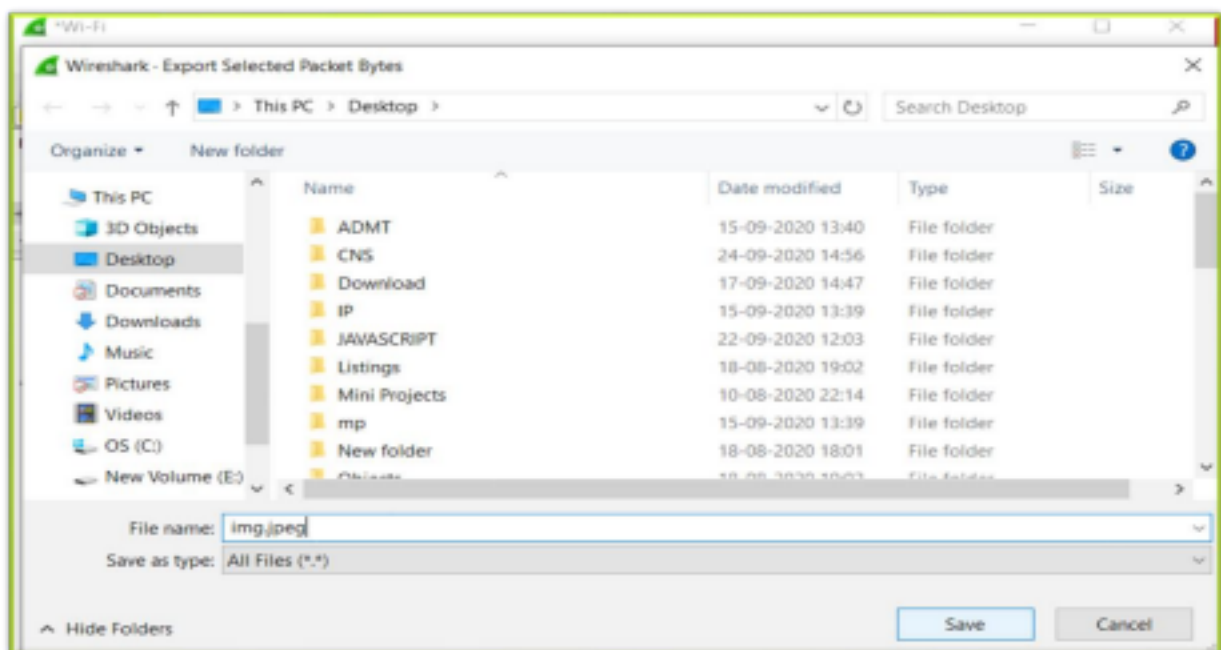 *Wi-Fi
Wireshark - Export Selected Packet Bytes
This PC > Desktop >
Search Desktop
Organize
New folder
Name Date modified Type Size
This PC
3D Objects
Desktop
Documents
Downloads
Music
Pictures
Videos
OS (C:)
New Volume (E:)
ADMT 15-09-2020 13:40 File folder
CNS 24-09-2020 14:56 File folder
Download 17-09-2020 14:47 File folder
IP 15-09-2020 13:39 File folder
JAVASCRIPT 22-09-2020 12:03 File folder
Listings 18-08-2020 19:02 File folder
Mini Projects 10-08-2020 22:14 File folder
mp 15-09-2020 13:39 File folder
New folder 18-08-2020 18:01 File folder
File name: img.jpeg
Save as type: All Files (*.*)
Hide Folders
Save
Cancel